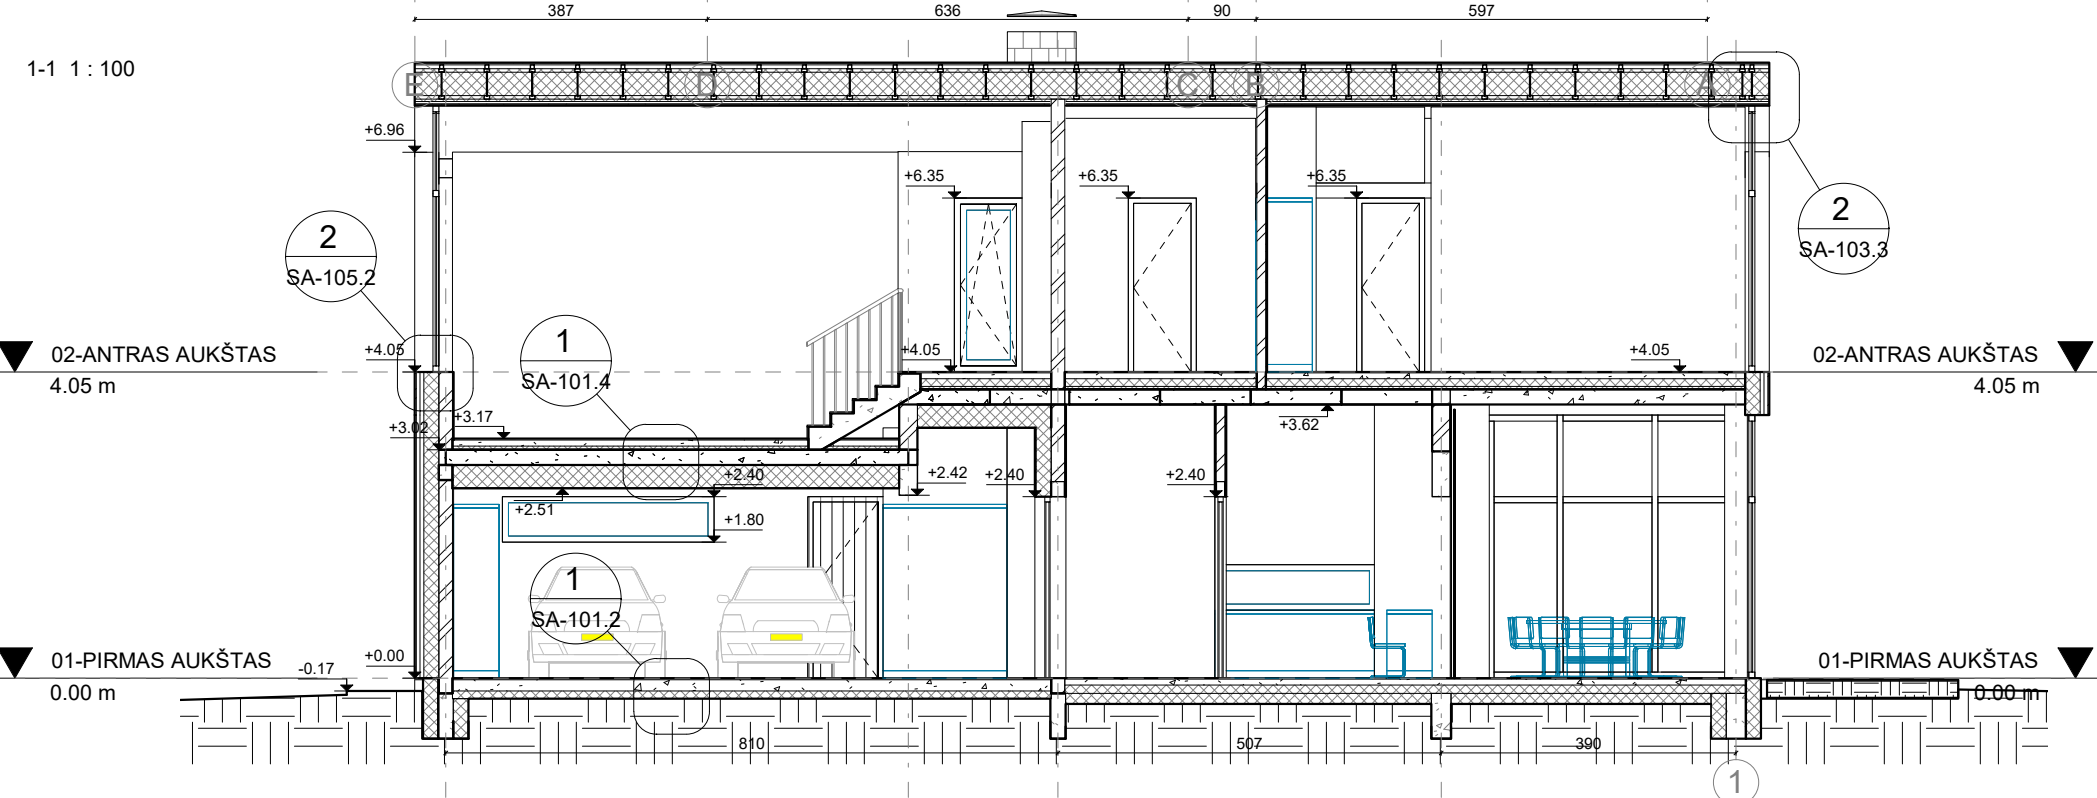 387 636 90 597
1-1 1 : 100
E D C B A
+6.96
+6.35 +6.35 +6.35
2
SA-105.2
2
SA-103.3
1
SA-101.4
02-ANTRAS AUKŠTAS
4.05 m
+4.05 +4.05 +4.05
02-ANTRAS AUKŠTAS
4.05 m
+3.17
+3.02
+3.62
+2.40 +2.42 +2.40 +2.40
+2.51
+1.80
1
SA-101.2
01-PIRMAS AUKŠTAS
0.00 m
+0.00
-0.17
01-PIRMAS AUKŠTAS
0.00 m
810 507 390
1